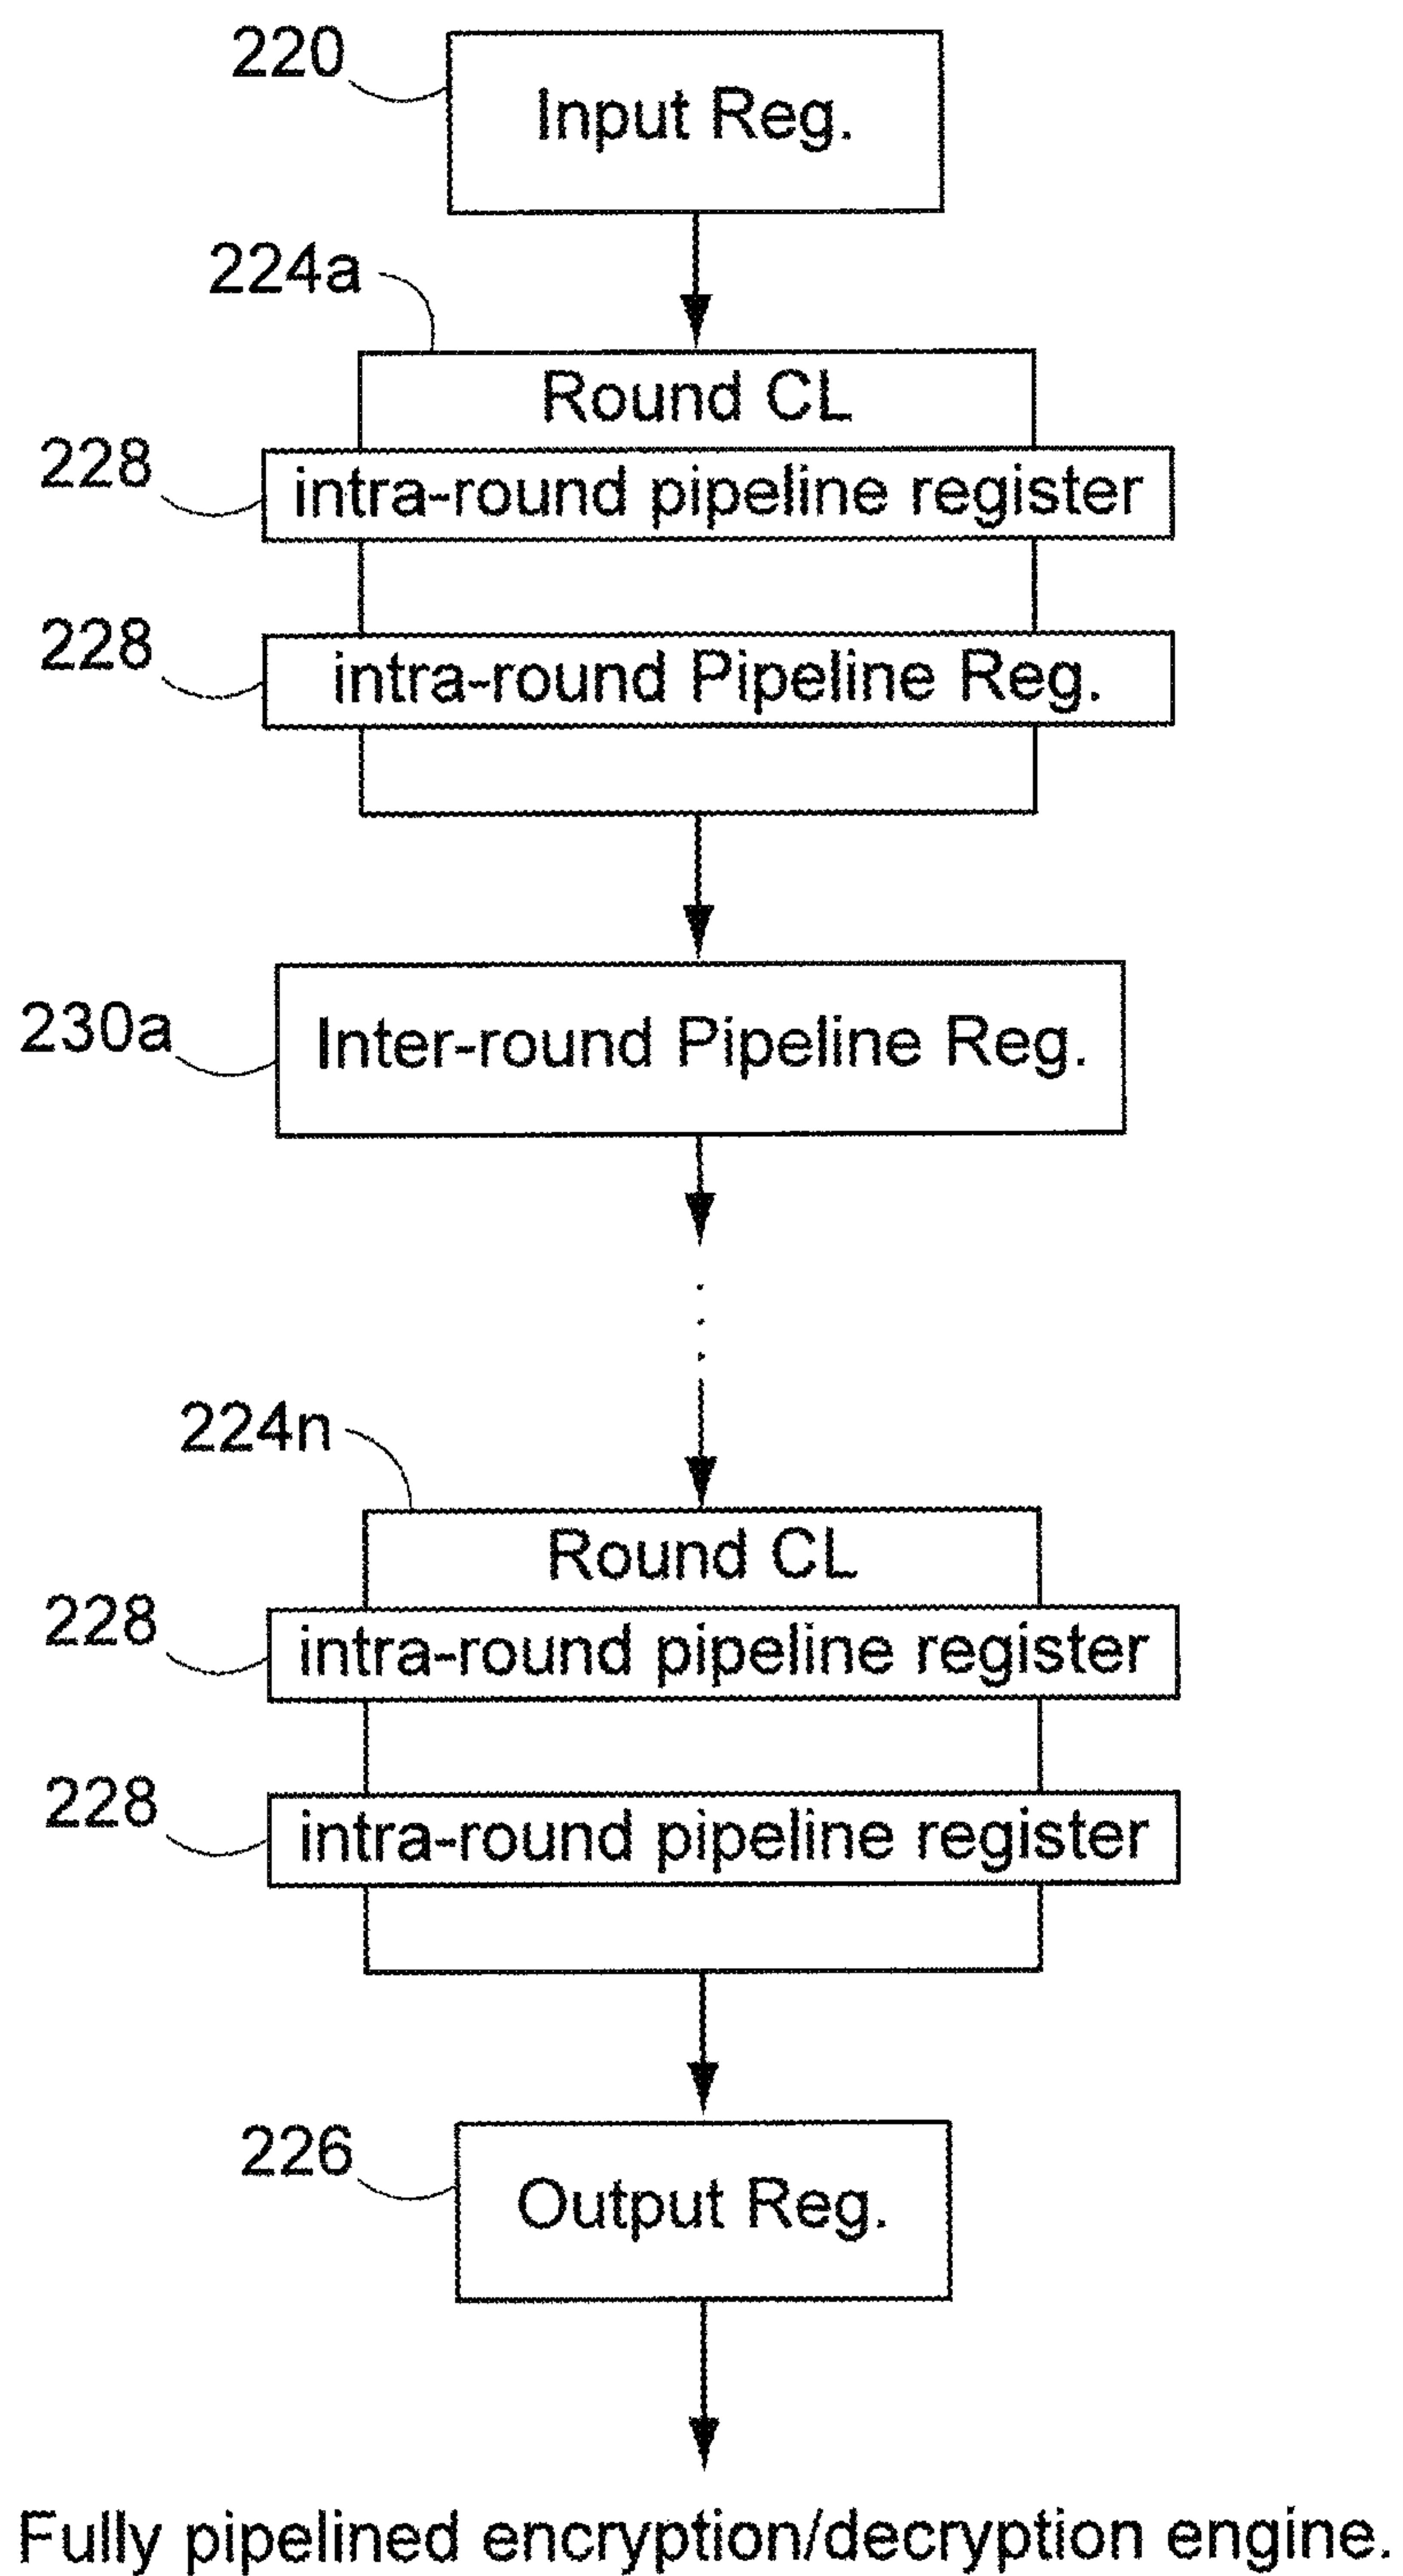 220
Input Reg.
224a
Round CL
228
intra-round pipeline register
228
intra-round Pipeline Reg.
230a
Inter-round Pipeline Reg.
224n
Round CL
228
intra-round pipeline register
228
intra-round pipeline register
226
Output Reg.
Fully pipelined encryption/decryption engine.